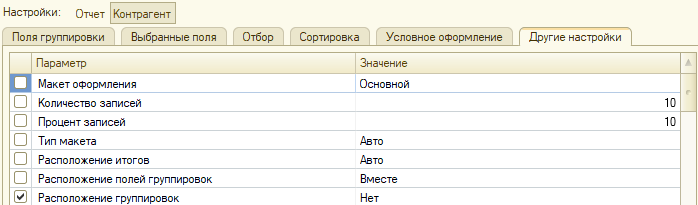 Настройки: Отчет Контрагент
Поля группировки Выбранные поля Отбор Сортировка Условное оформление Другие настройки
Параметр Значение
Макет оформления Основной
Количество записей 10
Процент записей 10
Тип макета Авто
Расположение итогов Авто
Расположение полей группировок Вместе
Расположение группировок Нет